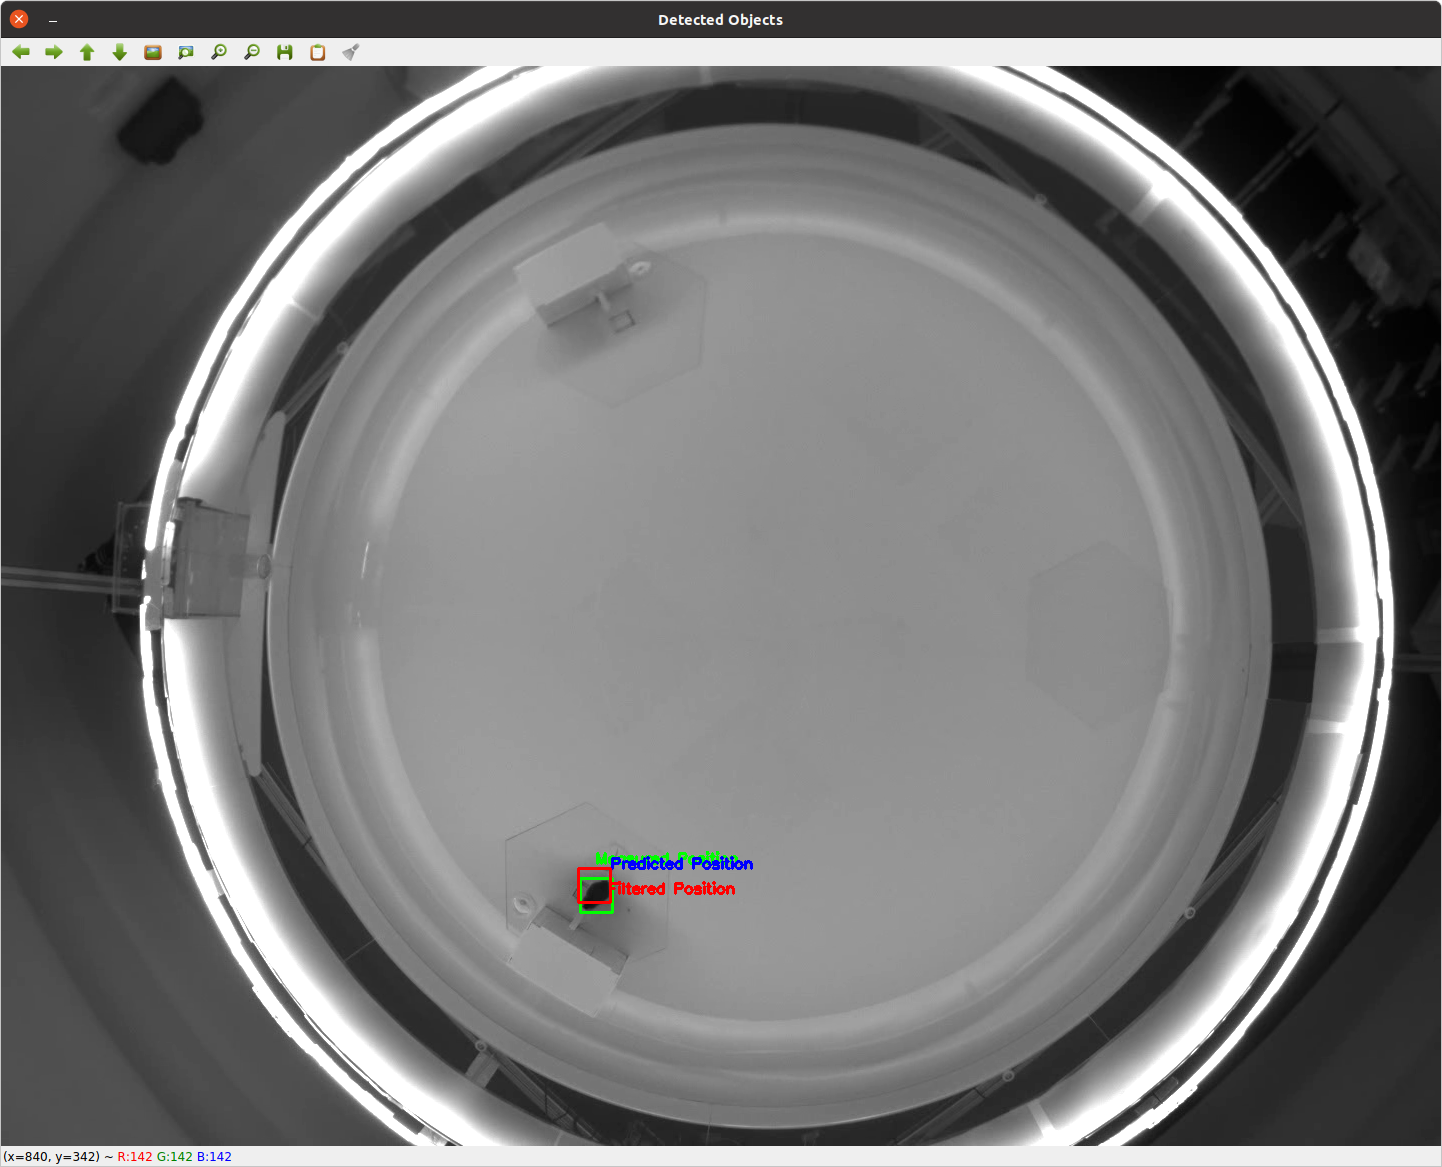 Detected Objects
Predicted Position
Filtered Position
(x=840, y=342) ~ R:142 G:142 B:142